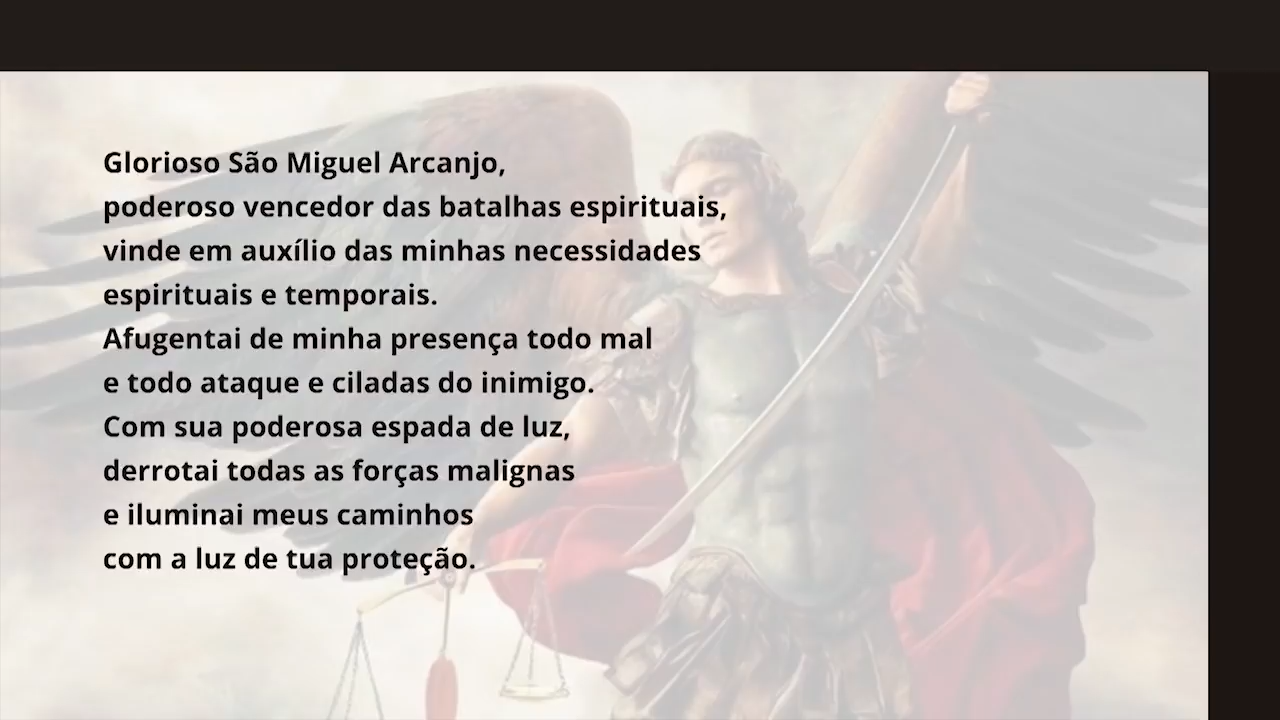 Glorioso São Miguel Arcanjo,
poderoso vencedor das batalhas espirituais,
vinde em auxílio das minhas necessidades
espirituais e temporais.
Afugentai de minha presença todo mal
e todo ataque e ciladas do inimigo.
Com sua poderosa espada de luz,
derrotai todas as forças malignas
e iluminai meus caminhos
com a luz de tua proteção.